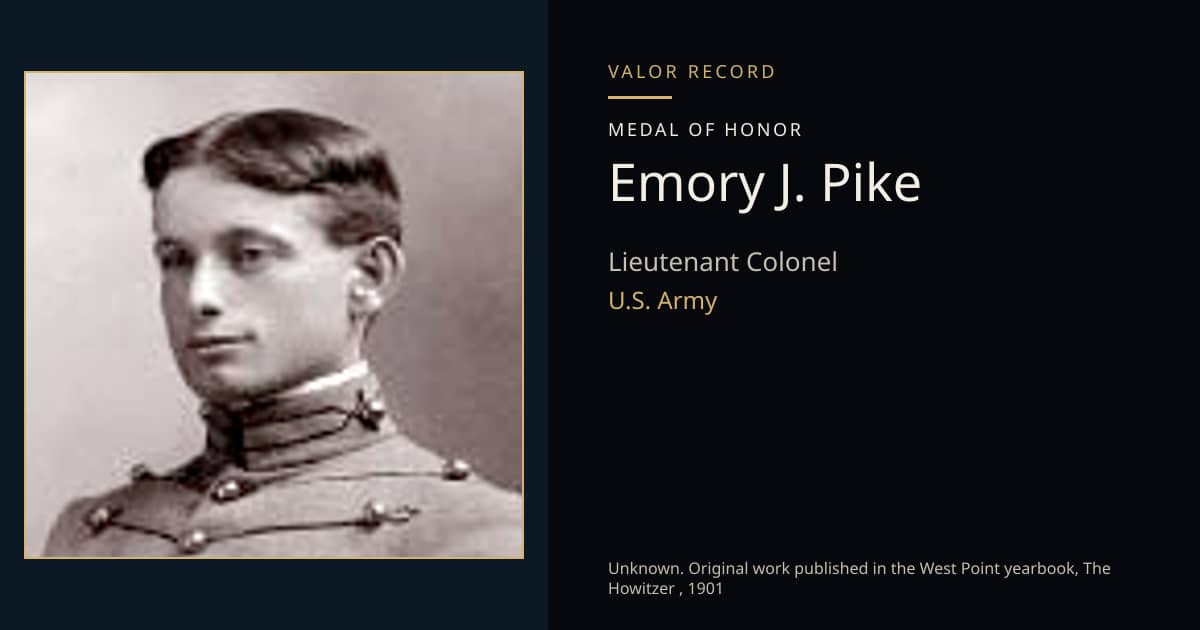 VALOR RECORD
MEDAL OF HONOR
Emory J. Pike
Lieutenant Colonel
U.S. Army
Unknown. Original work published in the West Point yearbook, The
Howitzer , 1901